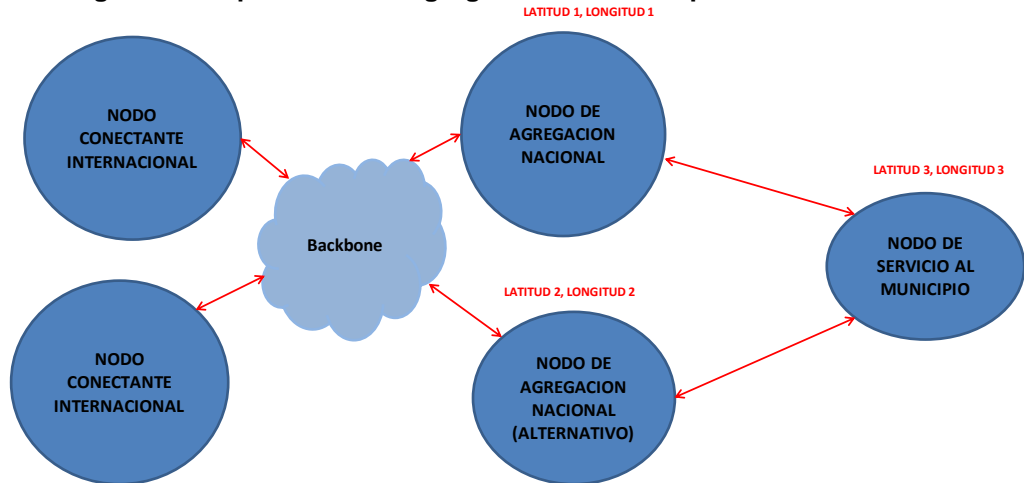 LATITUD 1, LONGITUD 1
NODO
CONECTANTE
INTERNACIONAL
NODO DE
AGREGACION
NACIONAL
LATITUD 3, LONGITUD 3
Backbone
NODO DE
SERVICIO AL
MUNICIPIO
LATITUD 2, LONGITUD 2
NODO
CONECTANTE
INTERNACIONAL
NODO DE
AGREGACION
NACIONAL
(ALTERNATIVO)